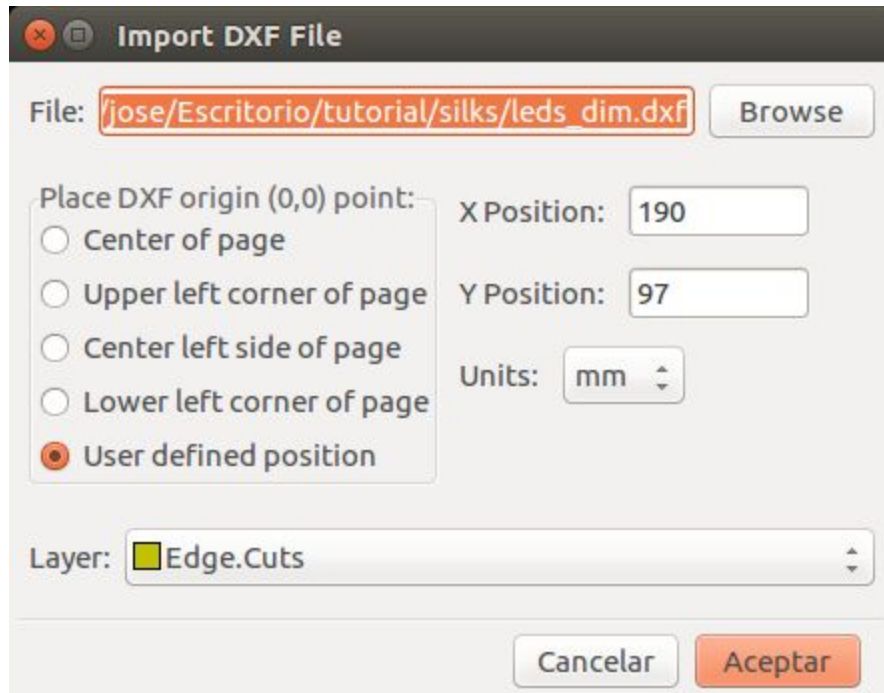 Import DXF File
File: /jose/Escritorio/tutorial/silks/leds_dim.dxf Browse
Place DXF origin (0,0) point:
Center of page
Upper left corner of page
Center left side of page
Lower left corner of page
User defined position
X Position: 190
Y Position: 97
Units: mm
Layer: Edge.Cuts
Cancelar Aceptar